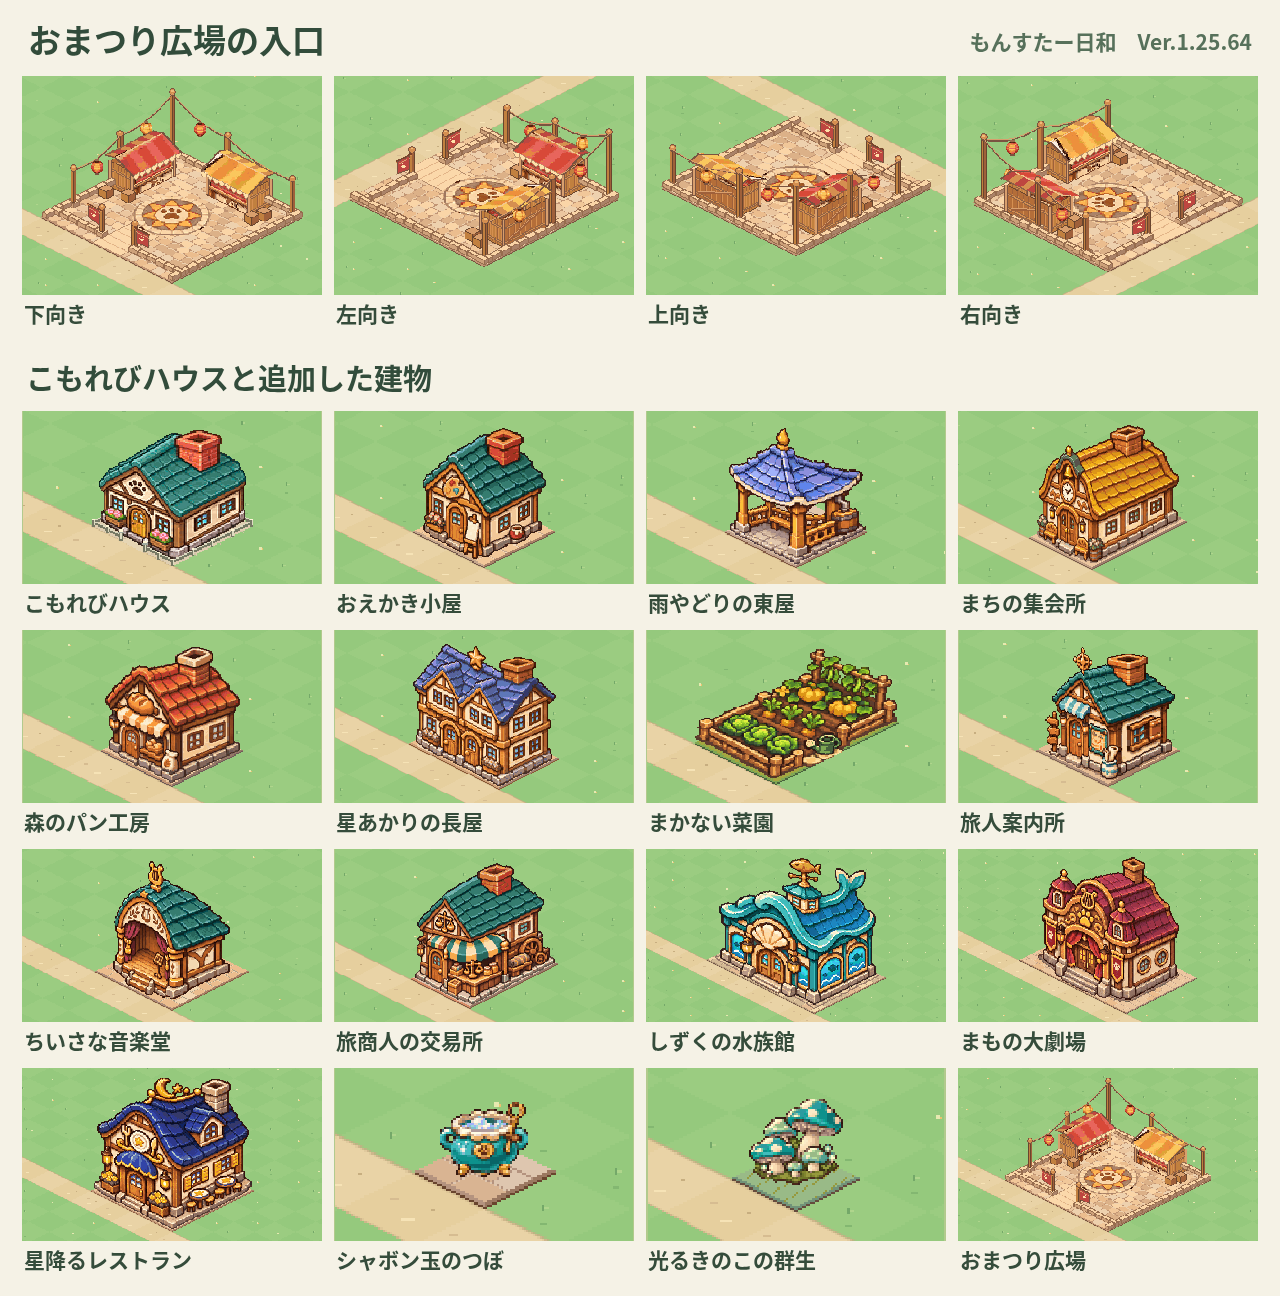 おまつり広場の入口
もんすたー日和　Ver.1.25.64
下向き
左向き
上向き
右向き
こもれびハウスと追加した建物
こもれびハウス
おえかき小屋
雨やどりの東屋
まちの集会所
森のパン工房
星あかりの長屋
まかない菜園
旅人案内所
ちいさな音楽堂
旅商人の交易所
しずくの水族館
まもの大劇場
星降るレストラン
シャボン玉のつぼ
光るきのこの群生
おまつり広場